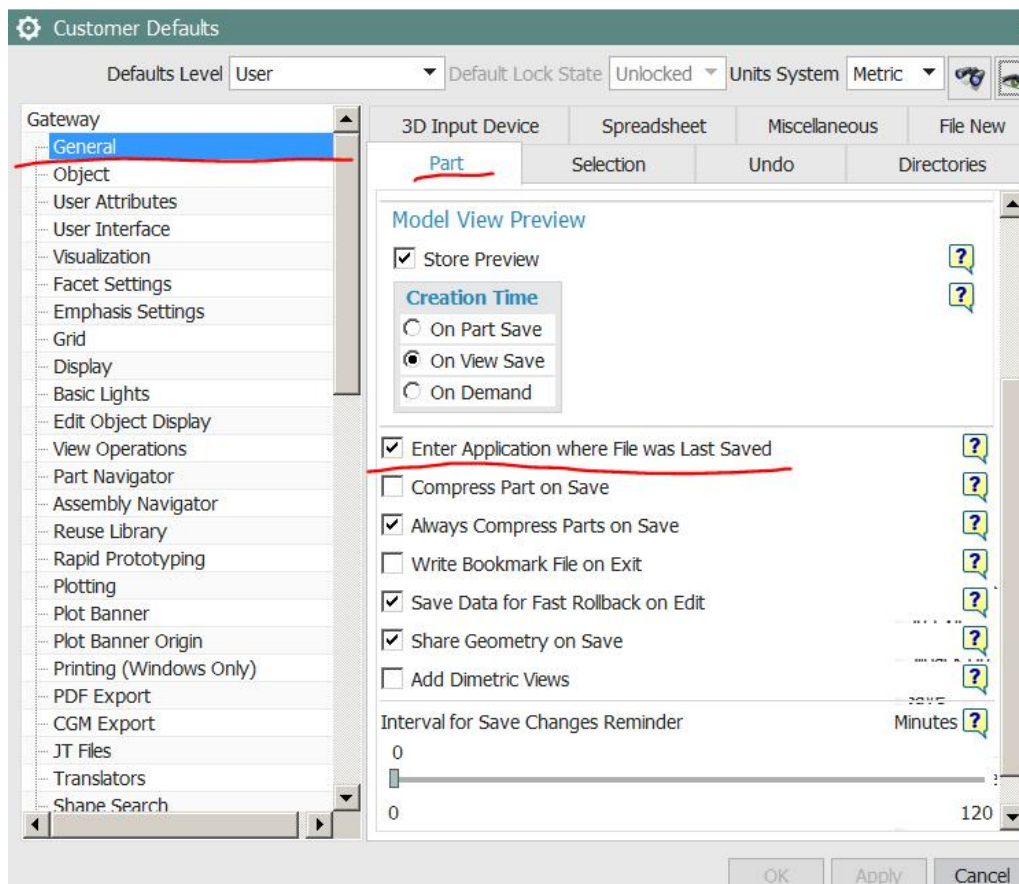 Customer Defaults
Defaults Level User Default Lock State Unlocked Units System Metric
Gateway
General
Object
User Attributes
User Interface
Visualization
Facet Settings
Emphasis Settings
Grid
Display
Basic Lights
Edit Object Display
View Operations
Part Navigator
Assembly Navigator
Reuse Library
Rapid Prototyping
Plotting
Plot Banner
Plot Banner Origin
Printing (Windows Only)
PDF Export
CGM Export
JT Files
Translators
Shape Search
3D Input Device Spreadsheet Miscellaneous File New
Part Selection Undo Directories
Model View Preview
Store Preview ?
Creation Time ?
On Part Save
On View Save
On Demand
Enter Application where File was Last Saved ?
Compress Part on Save ?
Always Compress Parts on Save ?
Write Bookmark File on Exit ?
Save Data for Fast Rollback on Edit ?
Share Geometry on Save ?
Add Dimetric Views ?
Interval for Save Changes Reminder Minutes ?
0
0 120
OK Apply Cancel